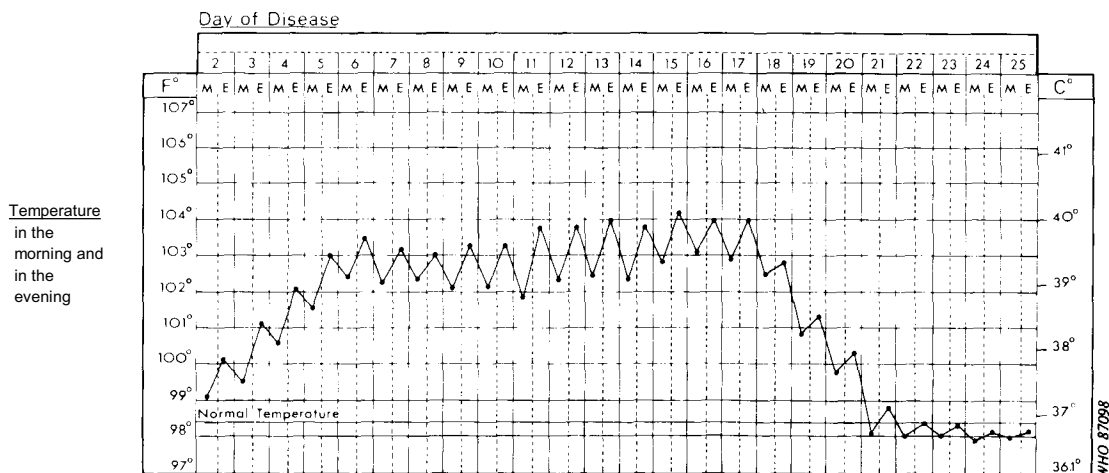 Day of Disease
2 3 4 5 6 7 8 9 10 11 12 13 14 15 16 17 18 19 20 21 22 23 24 25
F° M E M E M E M E M E M E M E M E M E M E M E M E M E M E M E M E M E M E M E M E M E M E M E M E C°
107°
106°
41°
105°
Temperature
in the
morning and
in the
evening
104°
40°
103°
39°
102°
101°
38°
100°
99°
37°
Normal Temperature
98°
97°
36.1°
WHO 87098